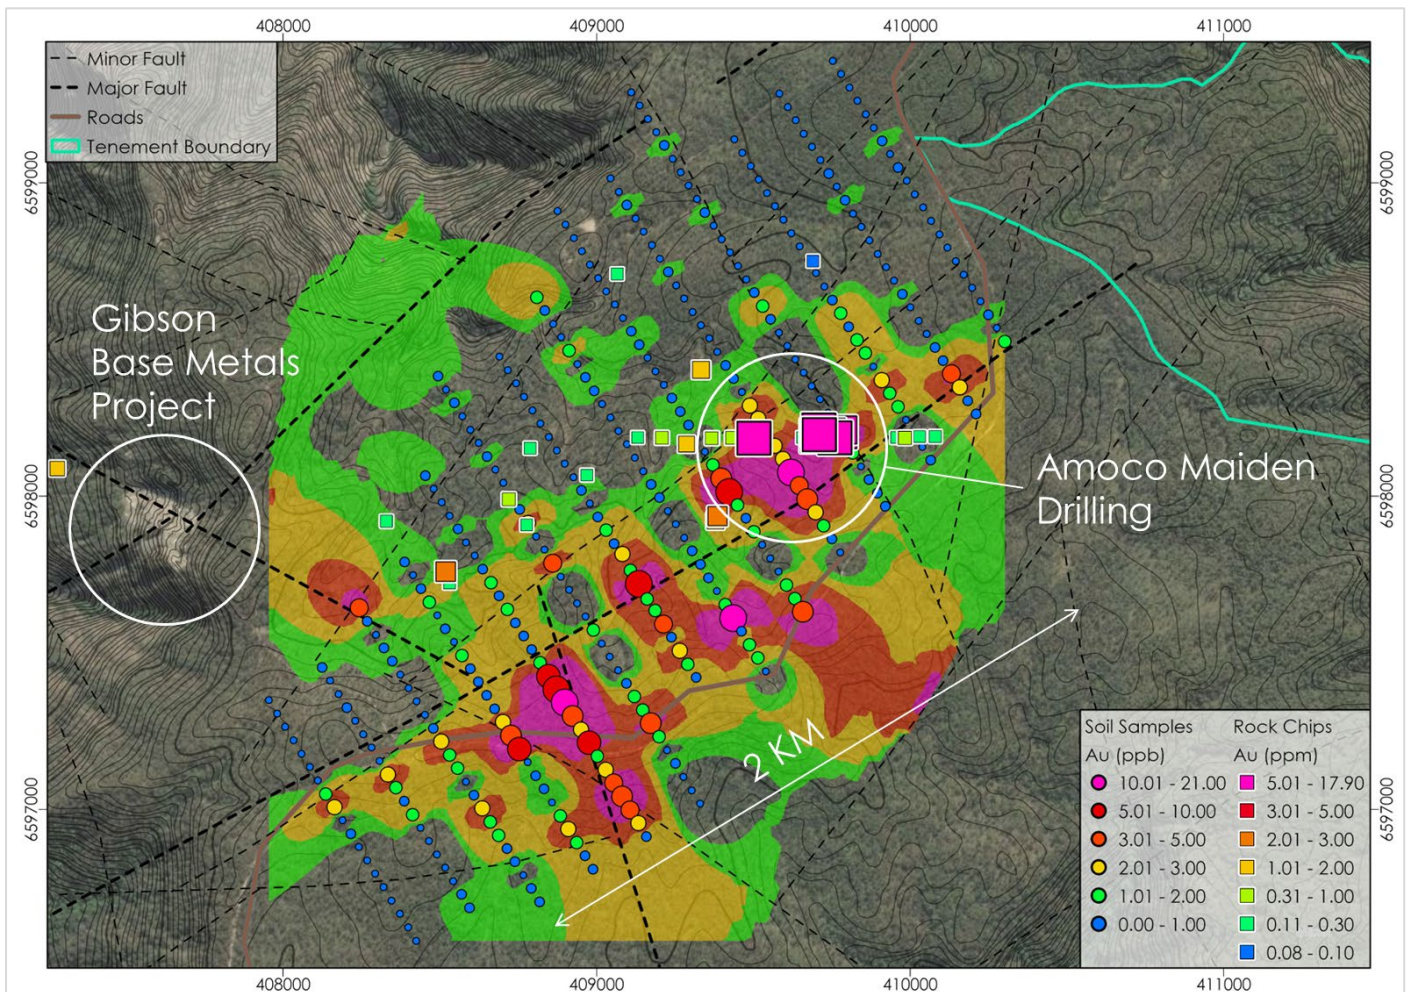 408000
409000
410000
411000
Minor Fault
Major Fault
Roads
Tenement Boundary
6599000
6599000
Gibson
Base Metals
Project
6598000
6598000
Amoco Maiden
Drilling
2 KM
6597000
6597000
Soil Samples
Au (ppb)
10.01 - 21.00
5.01 - 10.00
3.01 - 5.00
2.01 - 3.00
1.01 - 2.00
0.00 - 1.00
Rock Chips
Au (ppm)
5.01 - 17.90
3.01 - 5.00
2.01 - 3.00
1.01 - 2.00
0.31 - 1.00
0.11 - 0.30
0.08 - 0.10
408000
409000
410000
411000